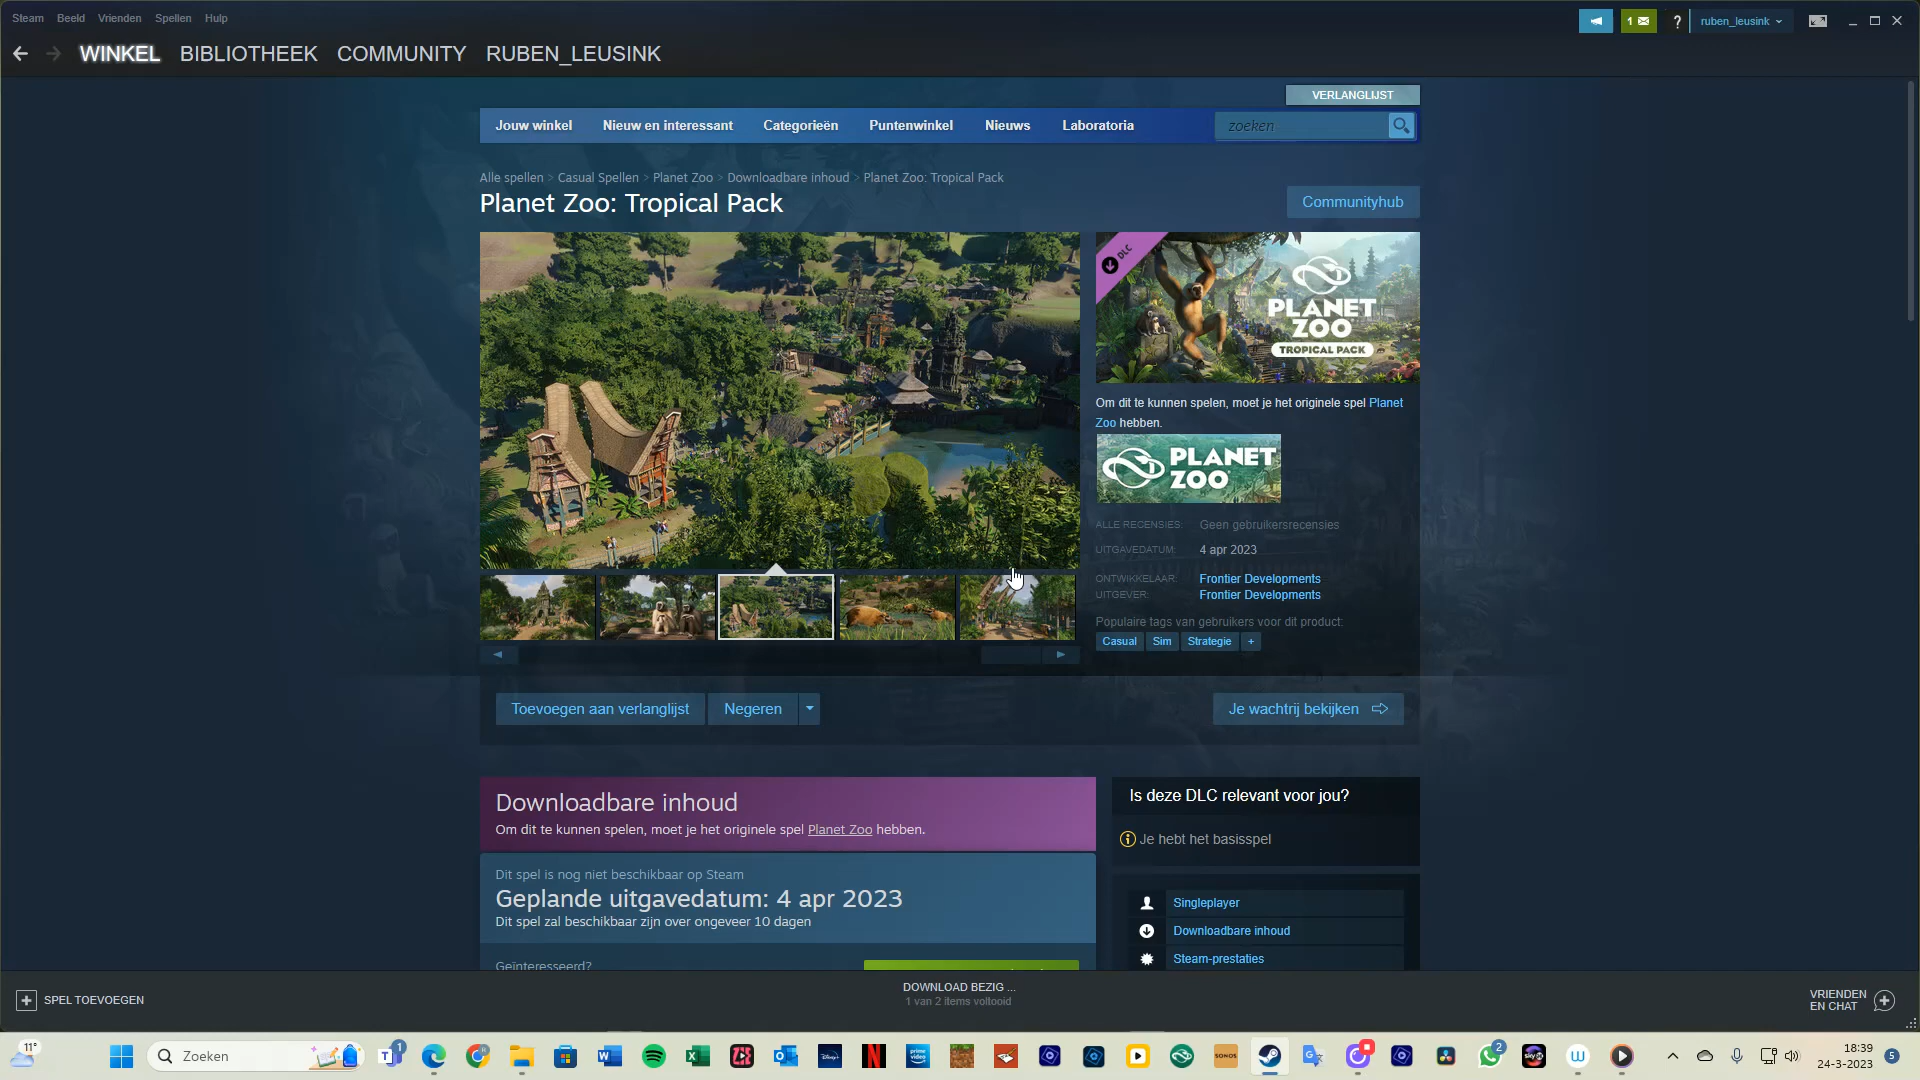 Steam Beeld Vrienden Spellen Hulp
1
?
ruben_leusink
WINKEL BIBLIOTHEEK COMMUNITY RUBEN_LEUSINK
VERLANGLIJST
Jouw winkel Nieuw en interessant Categorieën Puntenwinkel Nieuws Laboratoria zoeken
Alle spellen > Casual Spellen > Planet Zoo > Downloadbare inhoud > Planet Zoo: Tropical Pack
Planet Zoo: Tropical Pack
Communityhub
DLC
PLANET
ZOO
TROPICAL PACK
Om dit te kunnen spelen, moet je het originele spel Planet
Zoo hebben.
PLANET
ZOO
ALLE RECENSIES: Geen gebruikersrecensies
UITGAVEDATUM: 4 apr 2023
ONTWIKKELAAR: Frontier Developments
UITGEVER: Frontier Developments
Populaire tags van gebruikers voor dit product:
Casual Sim Strategie +
Toevoegen aan verlanglijst Negeren Je wachtrij bekijken
Downloadbare inhoud
Om dit te kunnen spelen, moet je het originele spel Planet Zoo hebben.
Is deze DLC relevant voor jou?
Je hebt het basisspel
Dit spel is nog niet beschikbaar op Steam
Geplande uitgavedatum: 4 apr 2023
Dit spel zal beschikbaar zijn over ongeveer 10 dagen
Geïnteresseerd?
Singleplayer
Downloadbare inhoud
Steam-prestaties
SPEL TOEVOEGEN
DOWNLOAD BEZIG ...
1 van 2 items voltooid
VRIENDEN
EN CHAT
11°
Zoeken
1
SONOS
2
18:39
24-3-2023
5